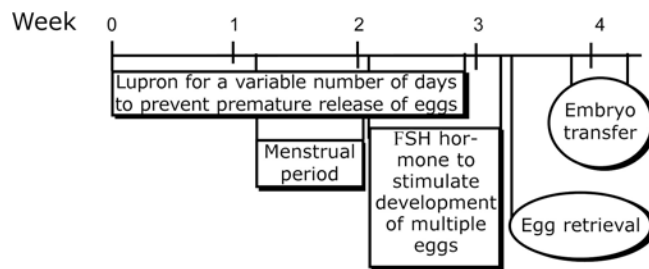 Week 0 1 2 3 4
Lupron for a variable number of days
to prevent premature release of eggs
Menstrual
period
FSH hor-
mone to
stimulate
development
of multiple
eggs
Embryo
transfer
Egg retrieval